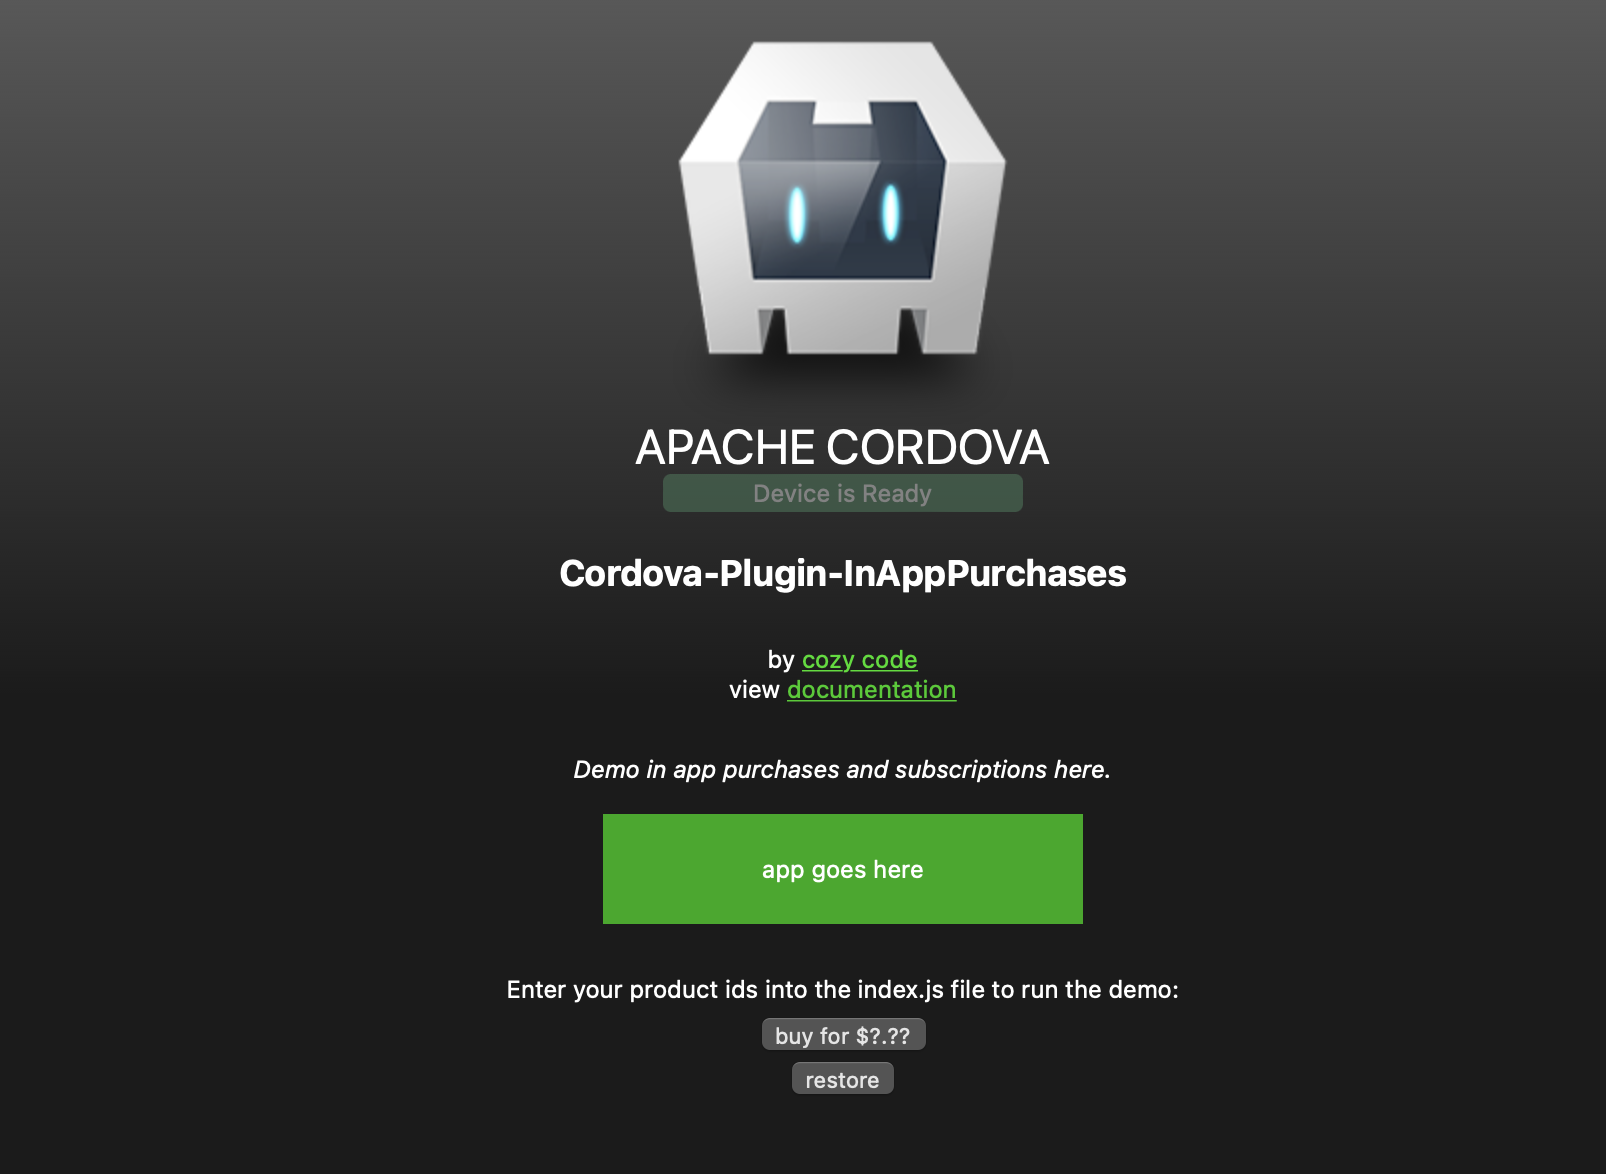 APACHE CORDOVA
Device is Ready
Cordova-Plugin-InAppPurchases
by cozy code
view documentation
Demo in app purchases and subscriptions here.
app goes here
Enter your product ids into the index.js file to run the demo:
buy for $?.??
restore